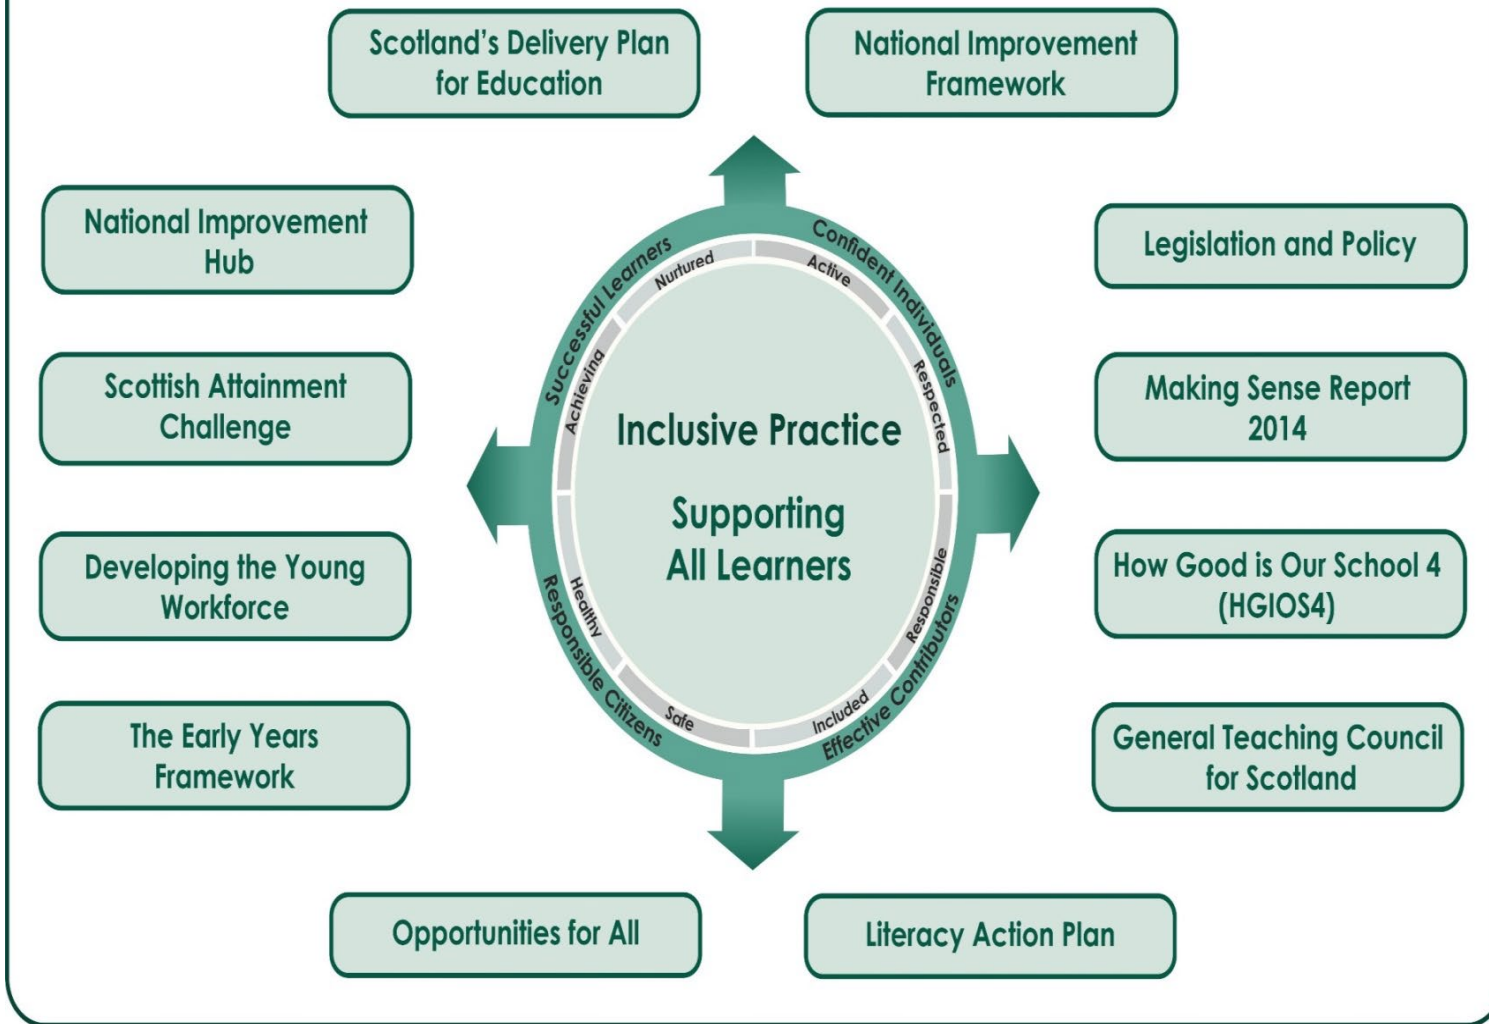 Scotland's Delivery Plan
for Education
National Improvement
Framework
National Improvement
Hub
Scottish Attainment
Challenge
Developing the Young
Workforce
The Early Years
Framework
Successful Learners
Confident Individuals
Nurtured
Active
Achieving
Respected
Inclusive Practice
Supporting
All Learners
Healthy
Responsible
Safe
Included
Responsible Citizens
Effective Contributors
Legislation and Policy
Making Sense Report
2014
How Good is Our School 4
(HGIOS4)
General Teaching Council
for Scotland
Opportunities for All
Literacy Action Plan